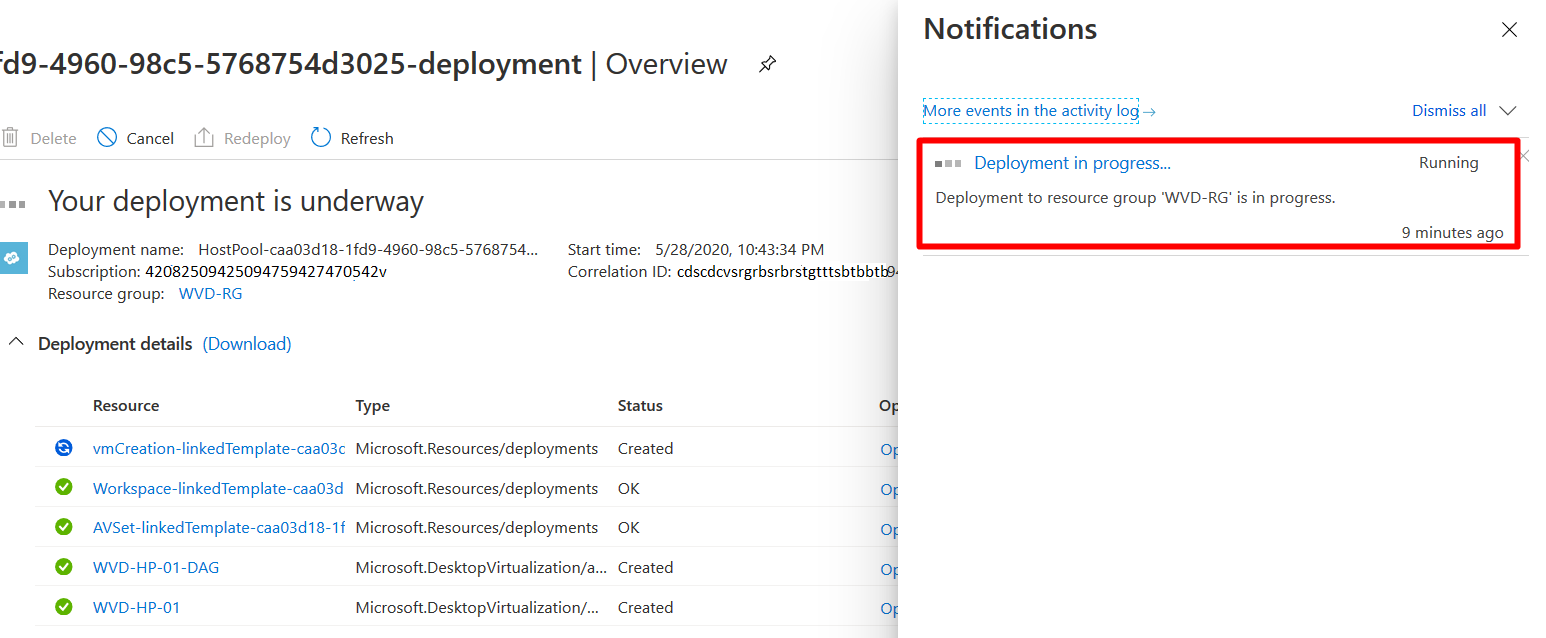 fd9-4960-98c5-5768754d3025-deployment | Overview
Delete Cancel Redeploy Refresh
Your deployment is underway
Deployment name: HostPool-caa03d18-1fd9-4960-98c5-5768754...
Start time: 5/28/2020, 10:43:34 PM
Subscription: 42082509425094759427470542v
Correlation ID: cdscdcvsrgrbsrbrstgtttsbtbbtb94
Resource group: WVD-RG
Deployment details (Download)
Resource Type Status Op
vmCreation-linkedTemplate-caa03d Microsoft.Resources/deployments Created Op
Workspace-linkedTemplate-caa03d Microsoft.Resources/deployments OK Op
AVSet-linkedTemplate-caa03d18-1f Microsoft.Resources/deployments OK Op
WVD-HP-01-DAG Microsoft.DesktopVirtualization/a... Created Op
WVD-HP-01 Microsoft.DesktopVirtualization/... Created Op
Notifications
More events in the activity log → Dismiss all
Deployment in progress... Running
Deployment to resource group 'WVD-RG' is in progress.
9 minutes ago